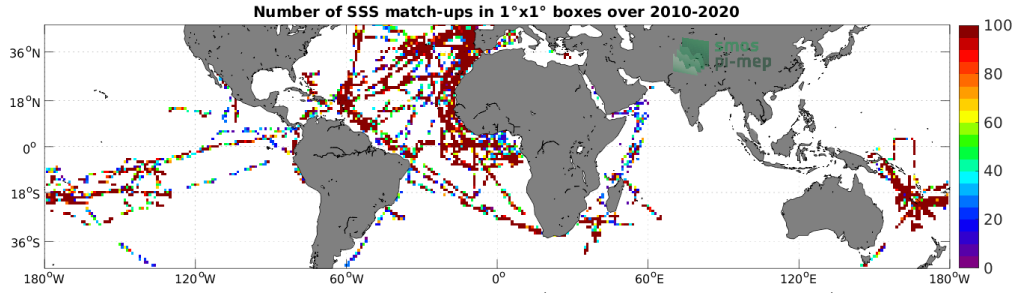 Number of SSS match-ups in 1°x1° boxes over 2010-2020
smos
pi-mep
36°N
18°N
0°
18°S
36°S
180°W
120°W
60°W
0°
60°E
120°E
180°W
100
80
60
40
20
0